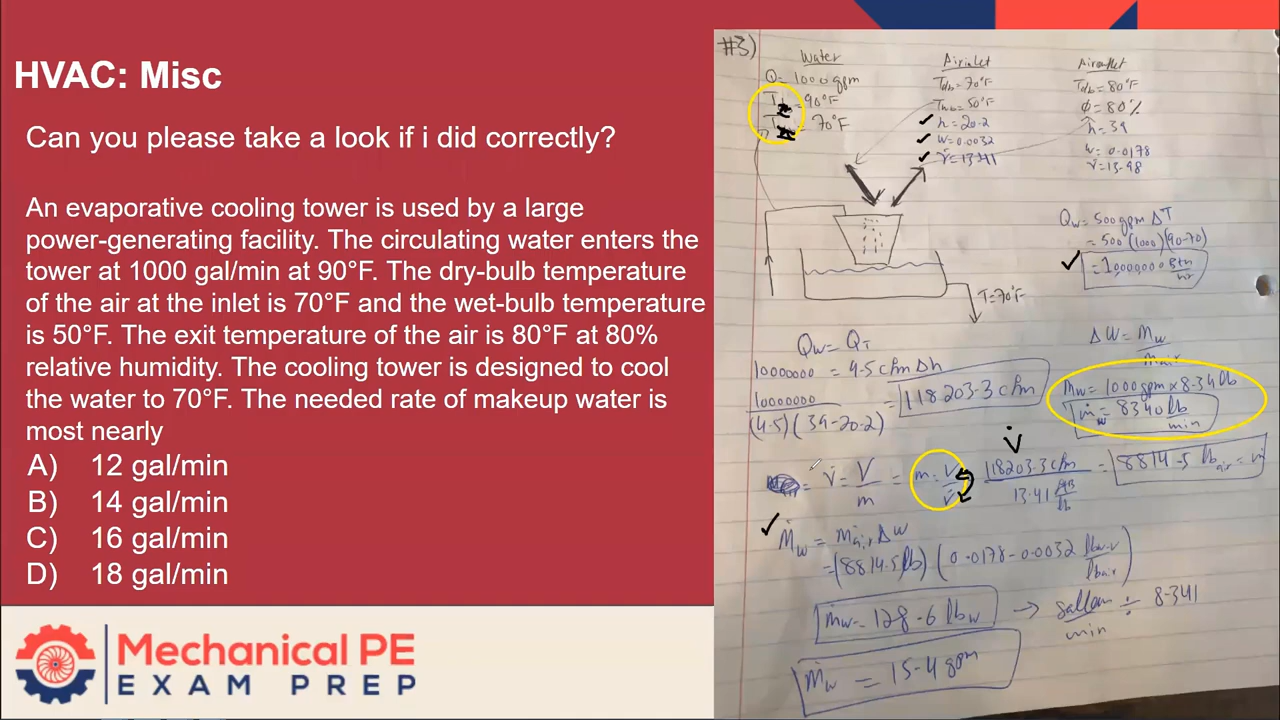 HVAC: Misc
Can you please take a look if i did correctly?
An evaporative cooling tower is used by a large
power-generating facility. The circulating water enters the
tower at 1000 gal/min at 90°F. The dry-bulb temperature
of the air at the inlet is 70°F and the wet-bulb temperature
is 50°F. The exit temperature of the air is 80°F at 80%
relative humidity. The cooling tower is designed to cool
the water to 70°F. The needed rate of makeup water is
most nearly
A) 12 gal/min
B) 14 gal/min
C) 16 gal/min
D) 18 gal/min
Mechanical PE
EXAM PREP
#3)
Water
Q = 1000 gpm
= 90°F
= 70°F
Air inlet
Tdb = 70°F
Twb = 50°F
h = 20.2
w = 0.0032
v = 13.41
Air outlet
Tdb = 80°F
Φ = 80%
h = 39
w = 0.0178
v = 13.98
Qw = 500 gpm ΔT
= 500 (1000) (90-70)
= 10000000 Btu/hr
T = 70°F
Qw = QT
10000000 = 4.5 cfm Δh
10000000 / (4.5)(39-20.2) = 118203.3 cfm
ΔW = Mw / Mair
Mw = 1000 gpm x 8.34 lb
ṁw = 8340 lb/min
V̇
= v̇ = V/m = m = V/v̇ 118203.3 cfm / 13.41 = 8814.5 lb air = ṁ
Ṁw = ṁair ΔW
= (8814.5 lb) (0.0178 - 0.0032 lbw.v / lbair)
ṁw = 128.6 lbw → gallon/min ÷ 8.341
Ṁw = 15.4 gpm